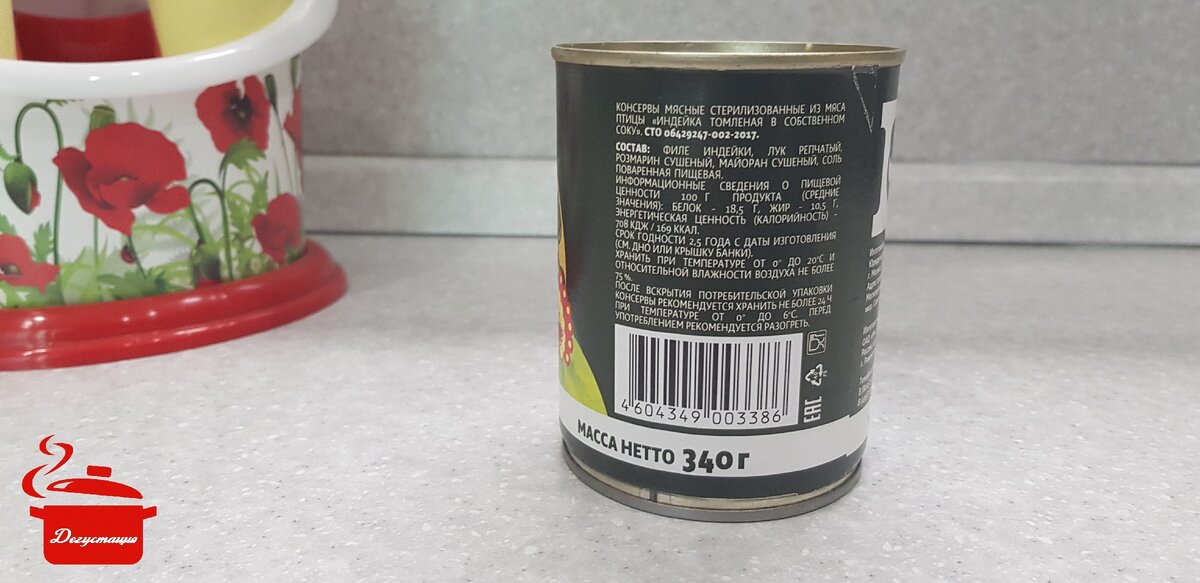 КОНСЕРВЫ МЯСНЫЕ СТЕРИЛИЗОВАННЫЕ ИЗ МЯСА
ПТИЦЫ «ИНДЕЙКА ТОМЛЕНАЯ В СОБСТВЕННОМ
СОКУ». СТО 06429247-002-2017.
СОСТАВ: ФИЛЕ ИНДЕЙКИ, ЛУК РЕПЧАТЫЙ,
РОЗМАРИН СУШЕНЫЙ, МАЙОРАН СУШЕНЫЙ, СОЛЬ
ПОВАРЕННАЯ ПИЩЕВАЯ.
ИНФОРМАЦИОННЫЕ СВЕДЕНИЯ О ПИЩЕВОЙ
ЦЕННОСТИ 100 Г ПРОДУКТА (СРЕДНИЕ
ЗНАЧЕНИЯ): БЕЛОК - 18,5 Г, ЖИР - 10,5 Г,
ЭНЕРГЕТИЧЕСКАЯ ЦЕННОСТЬ (КАЛОРИЙНОСТЬ) -
708 КДЖ / 169 ККАЛ.
СРОК ГОДНОСТИ 2,5 ГОДА С ДАТЫ ИЗГОТОВЛЕНИЯ
(СМ. ДНО ИЛИ КРЫШКУ БАНКИ).
ХРАНИТЬ ПРИ ТЕМПЕРАТУРЕ ОТ 0° ДО 20°С И
ОТНОСИТЕЛЬНОЙ ВЛАЖНОСТИ ВОЗДУХА НЕ БОЛЕЕ
75 %.
ПОСЛЕ ВСКРЫТИЯ ПОТРЕБИТЕЛЬСКОЙ УПАКОВКИ
КОНСЕРВЫ РЕКОМЕНДУЕТСЯ ХРАНИТЬ НЕ БОЛЕЕ 24 Ч
ПРИ ТЕМПЕРАТУРЕ ОТ 0° ДО 6°С. ПЕРЕД
УПОТРЕБЛЕНИЕМ РЕКОМЕНДУЕТСЯ РАЗОГРЕТЬ.
4 604349 003386
EAC
МАССА НЕТТО 340 г
Дегустация